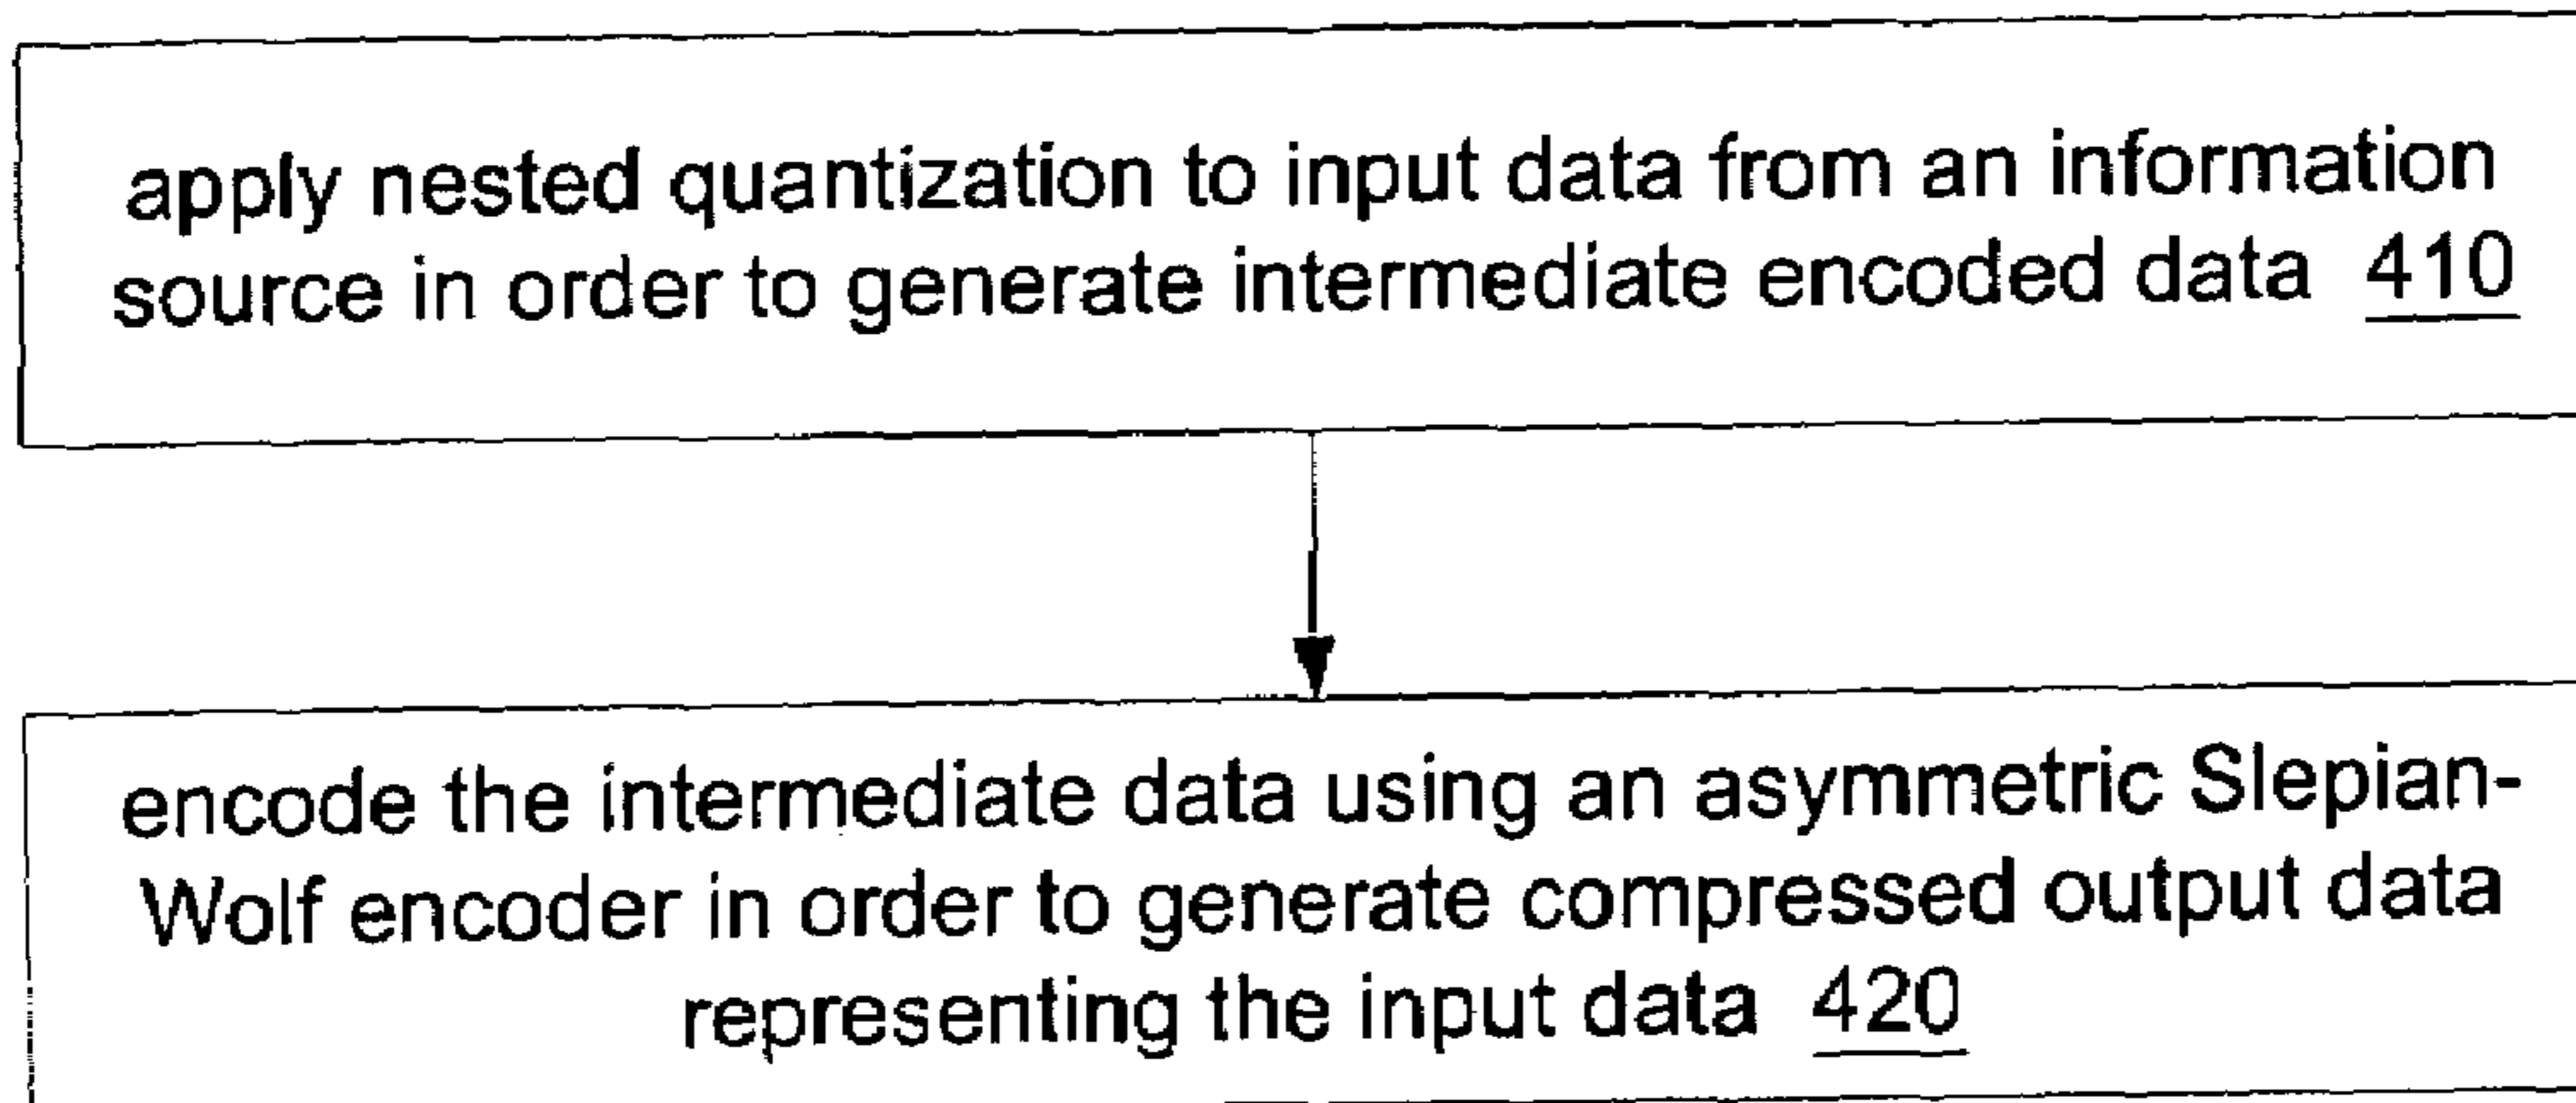 apply nested quantization to input data from an information
source in order to generate intermediate encoded data 410
encode the intermediate data using an asymmetric Slepian-
Wolf encoder in order to generate compressed output data
representing the input data 420